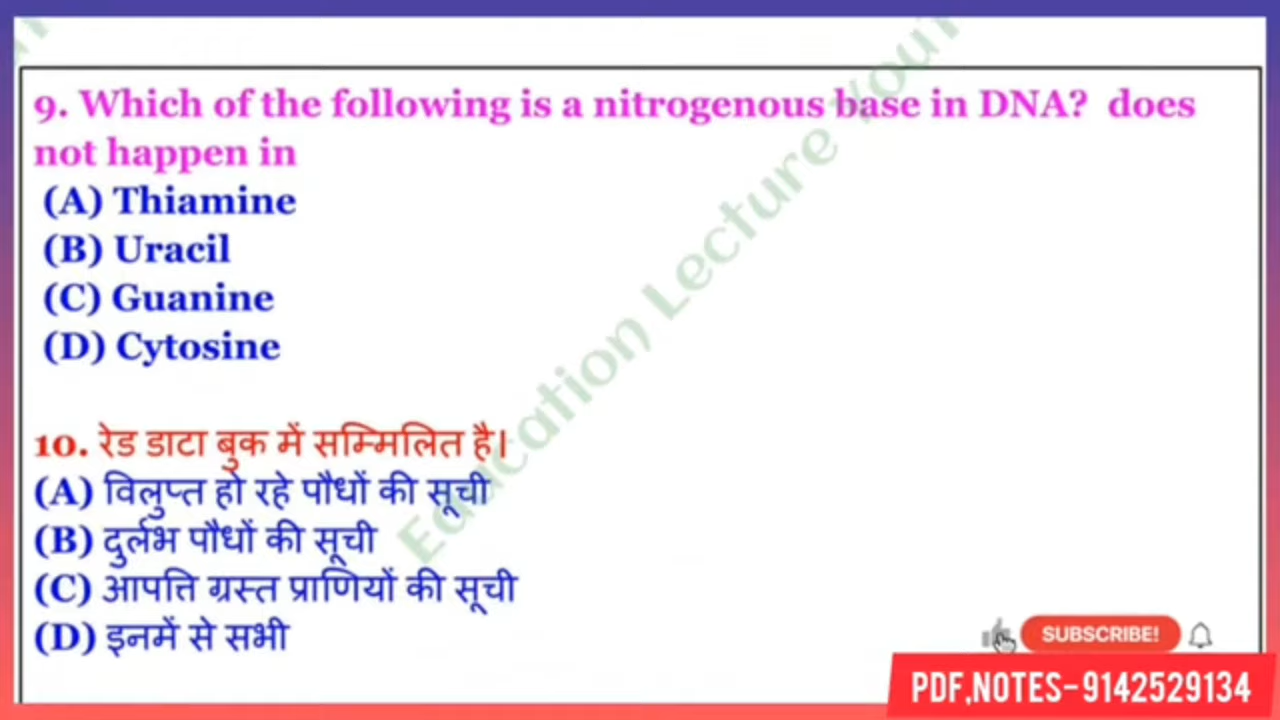 9. Which of the following is a nitrogenous base in DNA? does
not happen in
(A) Thiamine
(B) Uracil
(C) Guanine
(D) Cytosine
10. रेड डाटा बुक में सम्मिलित है।
(A) विलुप्त हो रहे पौधों की सूची
(B) दुर्लभ पौधों की सूची
(C) आपत्ति ग्रस्त प्राणियों की सूची
(D) इनमें से सभी
Education Lecture Your
SUBSCRIBE!
PDF,NOTES-9142529134